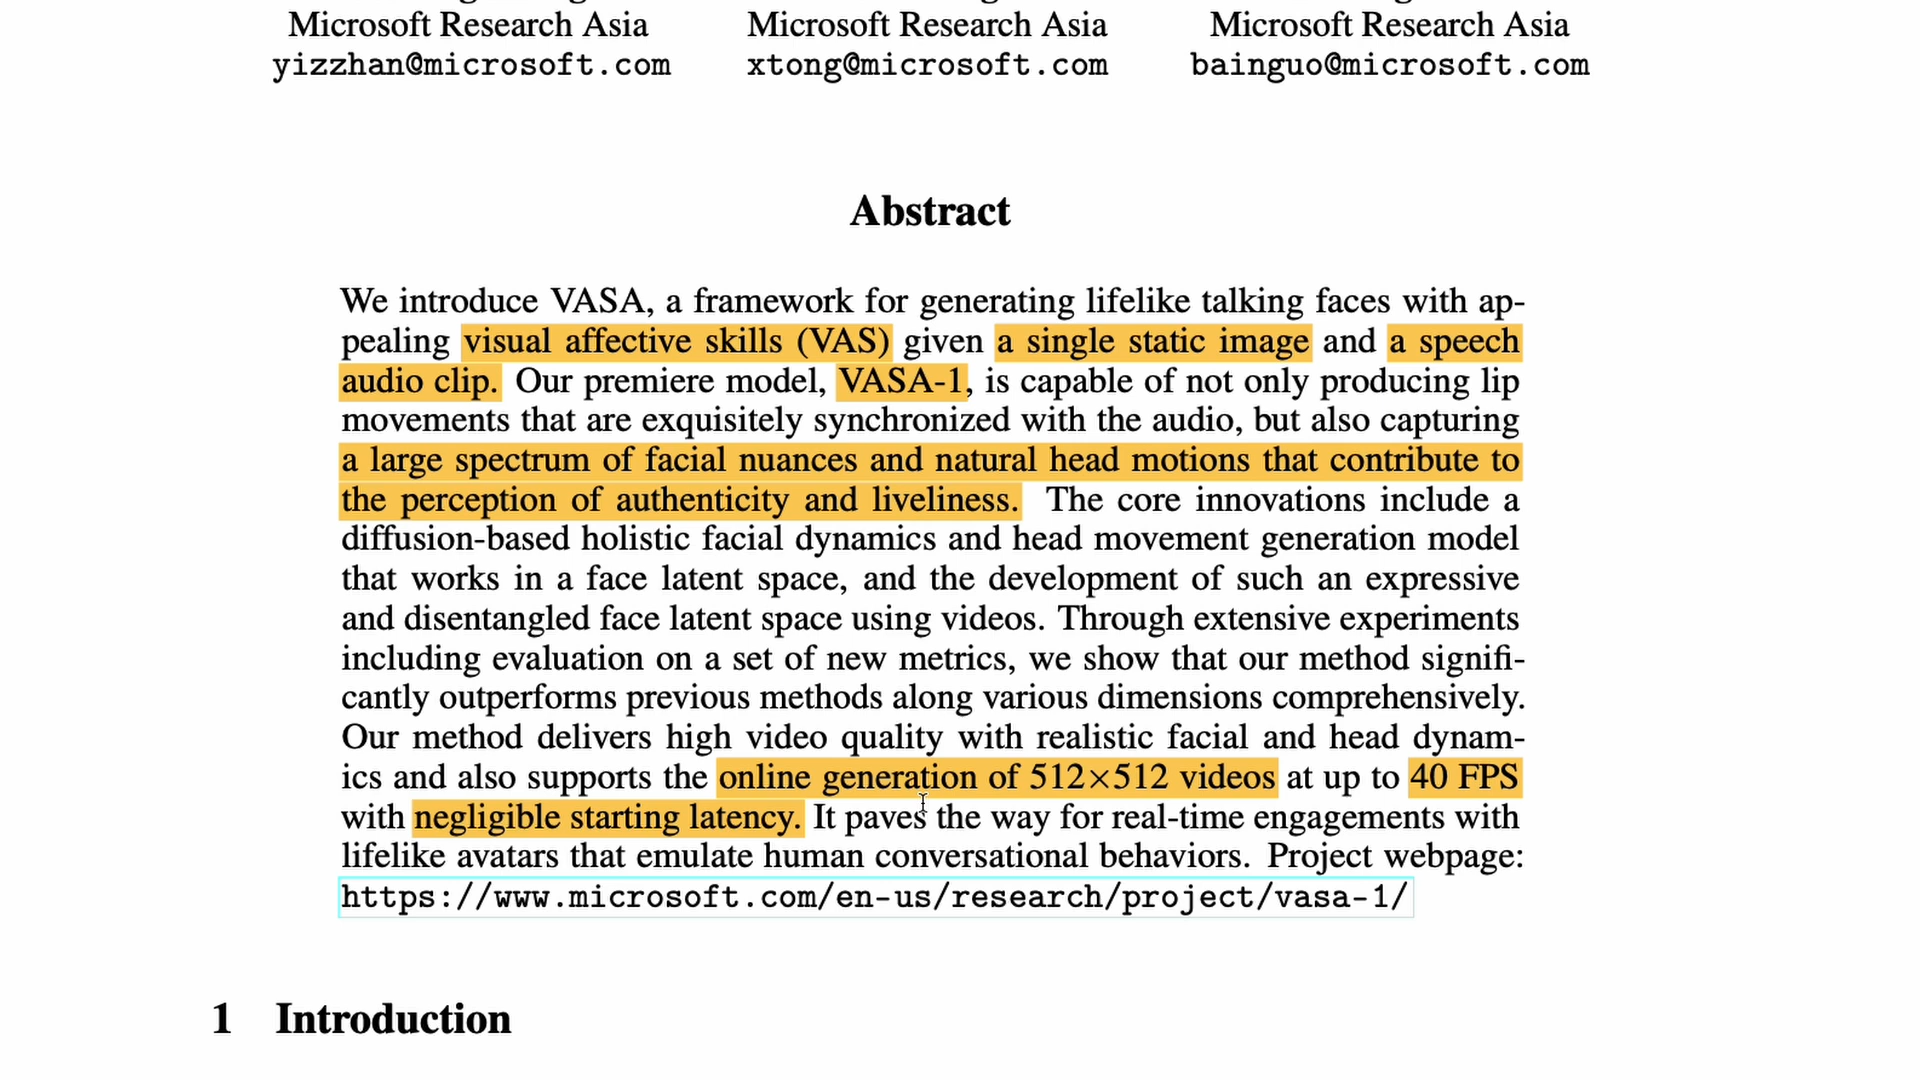 Microsoft Research Asia Microsoft Research Asia Microsoft Research Asia
yizzhan@microsoft.com xtong@microsoft.com bainguo@microsoft.com
Abstract
We introduce VASA, a framework for generating lifelike talking faces with ap-
pealing visual affective skills (VAS) given a single static image and a speech
audio clip. Our premiere model, VASA-1, is capable of not only producing lip
movements that are exquisitely synchronized with the audio, but also capturing
a large spectrum of facial nuances and natural head motions that contribute to
the perception of authenticity and liveliness. The core innovations include a
diffusion-based holistic facial dynamics and head movement generation model
that works in a face latent space, and the development of such an expressive
and disentangled face latent space using videos. Through extensive experiments
including evaluation on a set of new metrics, we show that our method signifi-
cantly outperforms previous methods along various dimensions comprehensively.
Our method delivers high video quality with realistic facial and head dynam-
ics and also supports the online generation of 512×512 videos at up to 40 FPS
with negligible starting latency. It paves the way for real-time engagements with
lifelike avatars that emulate human conversational behaviors. Project webpage:
https://www.microsoft.com/en-us/research/project/vasa-1/
1 Introduction